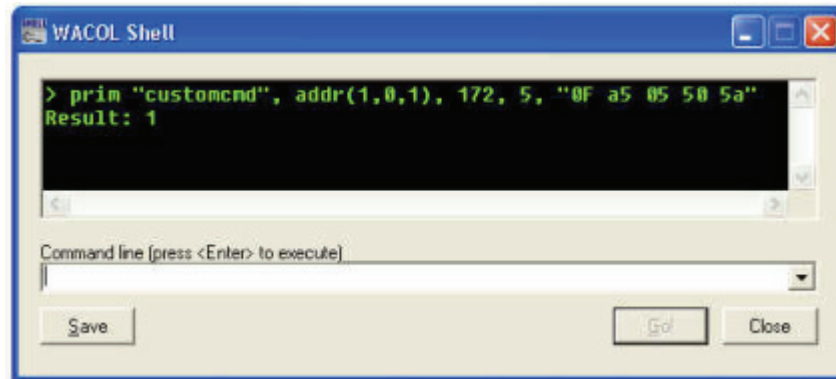 WACOL Shell
> prim "customcmd", addr(1,0,1), 172, 5, "0F a5 05 50 5a"
Result: 1
Command line (press <Enter> to execute)
Save
Go!
Close